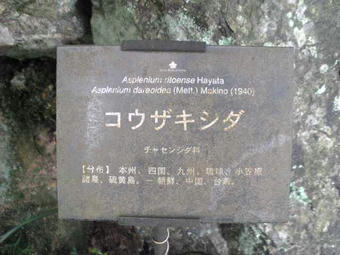 Asplenium ritoense Hayata
Asplenium dareoidea (Mett.) Makino (1940)
コウザキシダ
チャセンシダ科
【分布】 本州、四国、九州、琉球、小笠原
諸島、硫黄島。 ― 朝鮮、中国、台湾。